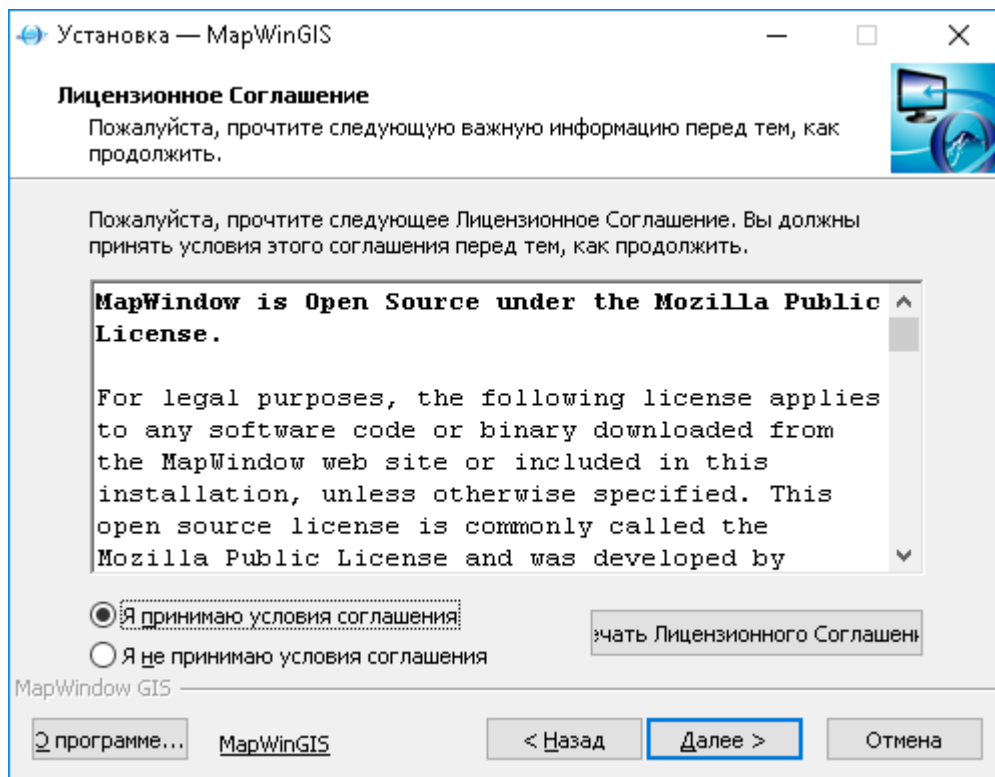 Установка — MapWinGIS
Лицензионное Соглашение
Пожалуйста, прочтите следующую важную информацию перед тем, как
продолжить.
Пожалуйста, прочтите следующее Лицензионное Соглашение. Вы должны
принять условия этого соглашения перед тем, как продолжить.
MapWindow is Open Source under the Mozilla Public
License.
For legal purposes, the following license applies
to any software code or binary downloaded from
the MapWindow web site or included in this
installation, unless otherwise specified. This
open source license is commonly called the
Mozilla Public License and was developed by
Я принимаю условия соглашения
ечать Лицензионного Соглашен
Я не принимаю условия соглашения
MapWindow GIS
О программе...
MapWinGIS
< Назад
Далее >
Отмена